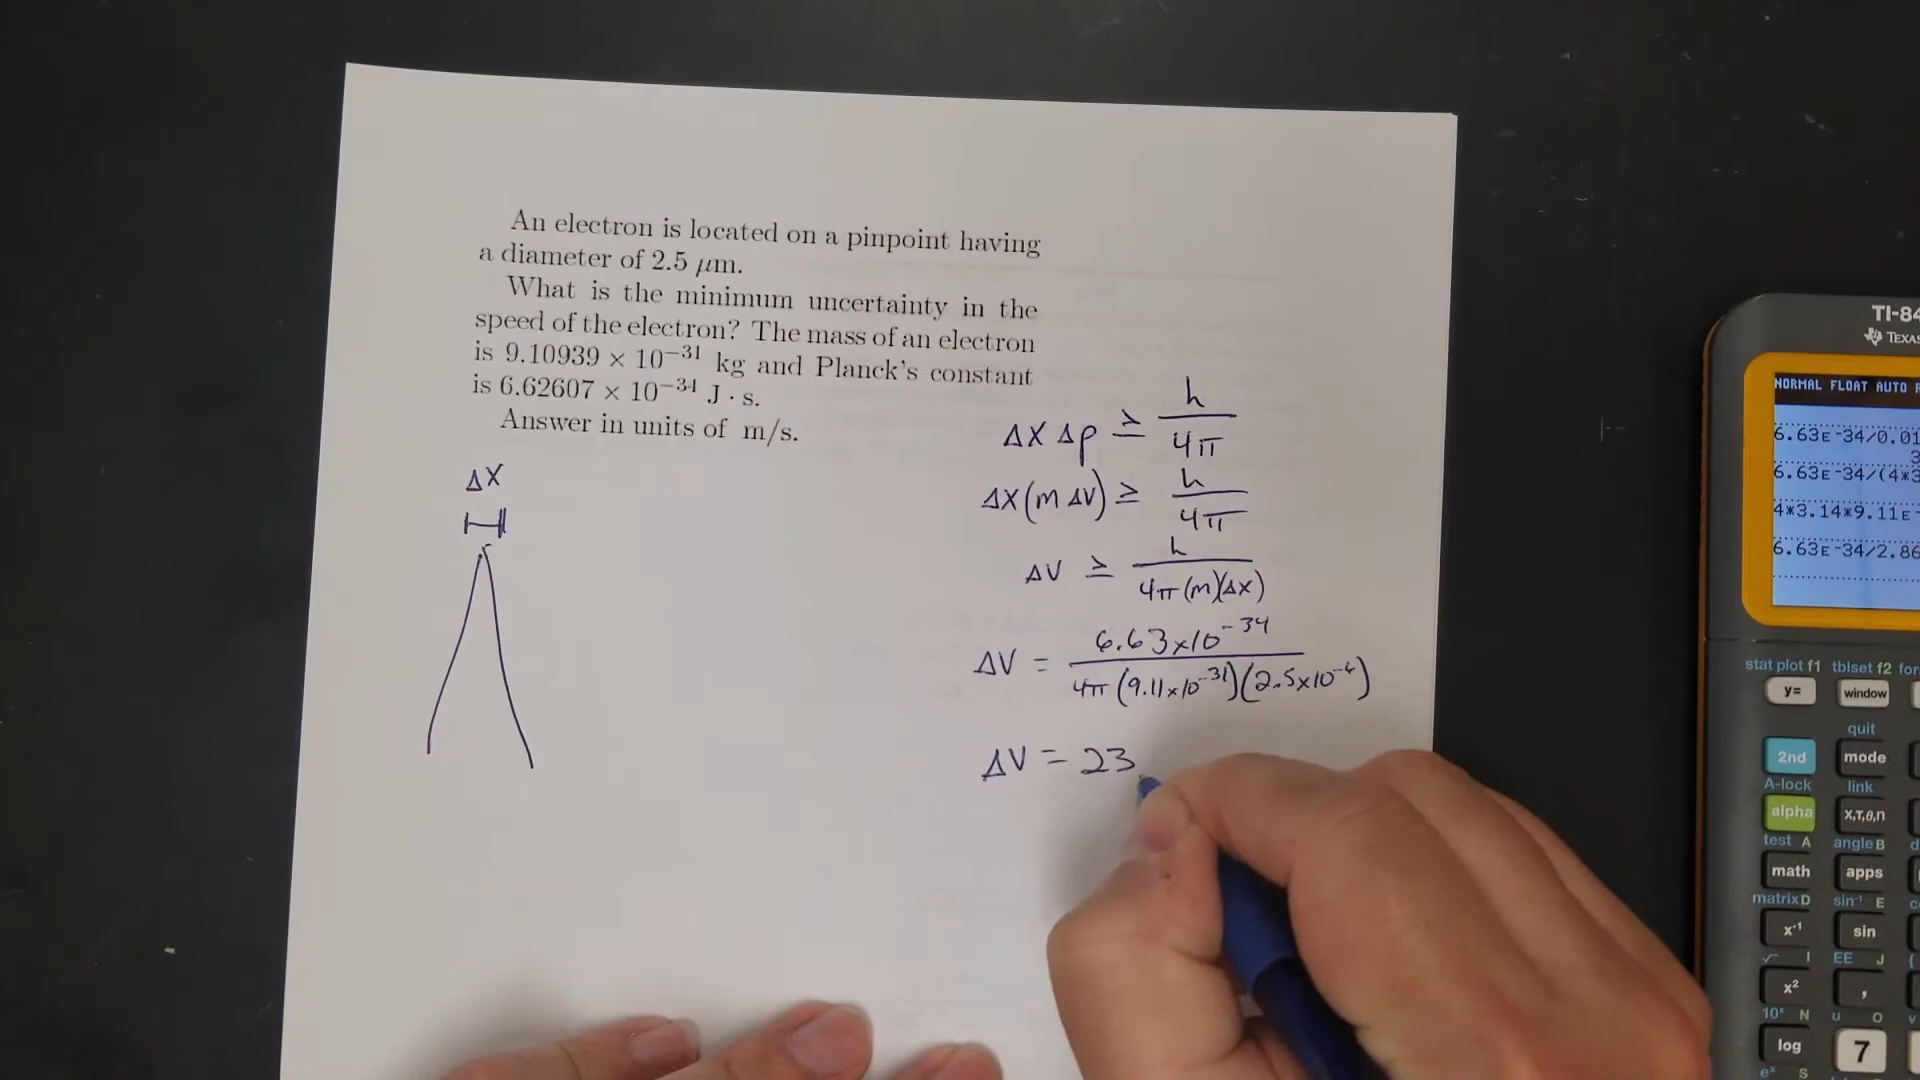 An electron is located on a pinpoint having
a diameter of 2.5 μm.
What is the minimum uncertainty in the
speed of the electron? The mass of an electron
is 9.10939 × 10⁻³¹ kg and Planck's constant
is 6.62607 × 10⁻³⁴ J · s.
Answer in units of m/s.
ΔX
ΔX Δp ≥ h / 4π
ΔX(m ΔV) ≥ h / 4π
ΔV ≥ h / 4π(m)(ΔX)
ΔV = 6.63x10⁻³⁴ / 4π(9.11x10⁻³¹)(2.5x10⁻⁶)
ΔV = 23
TI-84
TEXAS
NORMAL FLOAT AUTO
6.63E-34/0.01
3
6.63E-34/(4*3
4*3.14*9.11E-
6.63E-34/2.86
stat plot f1 tblset f2 for
y= window
quit
2nd mode
A-lock link
alpha X,T,θ,n
test A angle B
math apps
matrix D sin⁻¹ E
x⁻¹ sin
√ I EE J {
x² ,
10ˣ N u O v
log 7
eˣ S